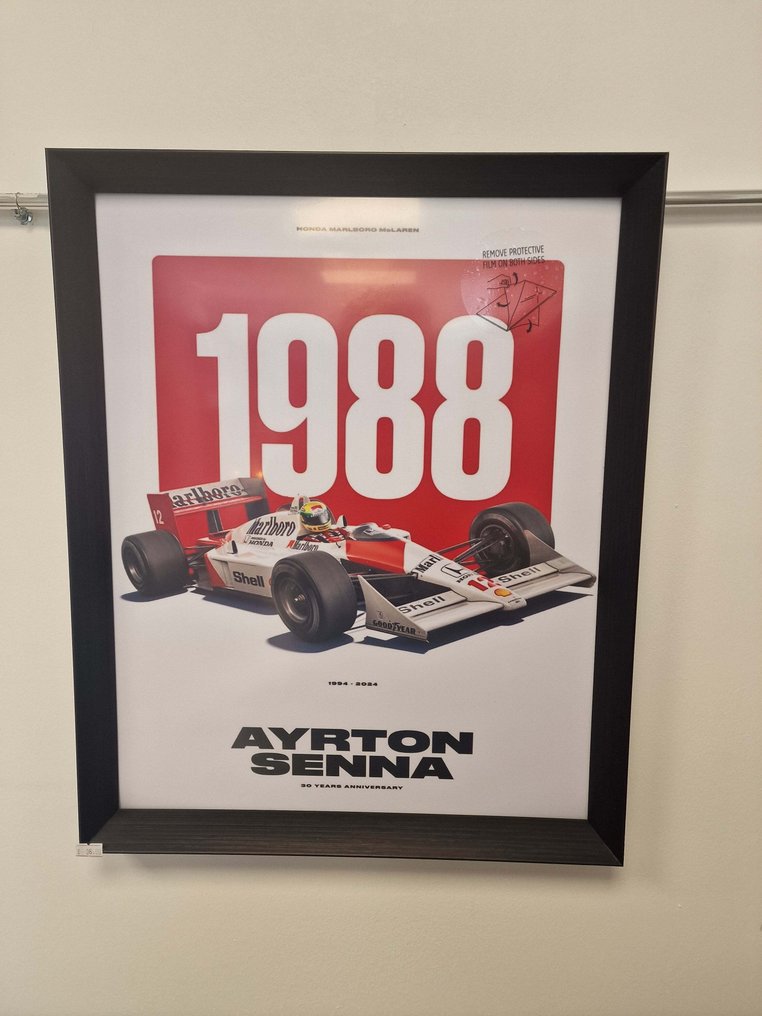 HONDA MARLBORO McLAREN
REMOVE PROTECTIVE
FILM ON BOTH SIDES
1988
Marlboro
12
Marlboro
HONDA
Marlboro
Shell
Marl
HONDA
12
Shell
Shell
GOODYEAR
1994 - 2024
AYRTON
SENNA
30 YEARS ANNIVERSARY